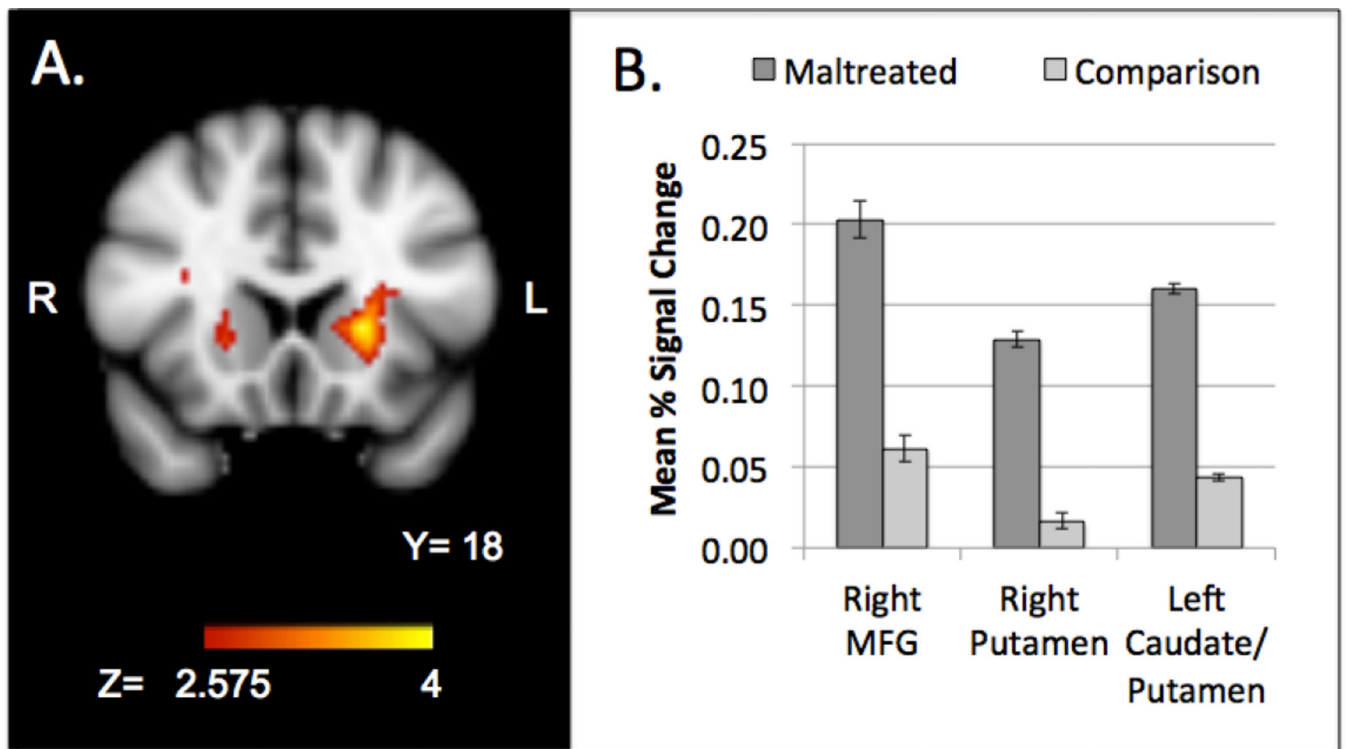 A.
R
L
Y= 18
Z= 2.575 4
B.
Maltreated Comparison
Mean % Signal Change
0.25
0.20
0.15
0.10
0.05
0.00
Right
MFG
Right
Putamen
Left
Caudate/
Putamen